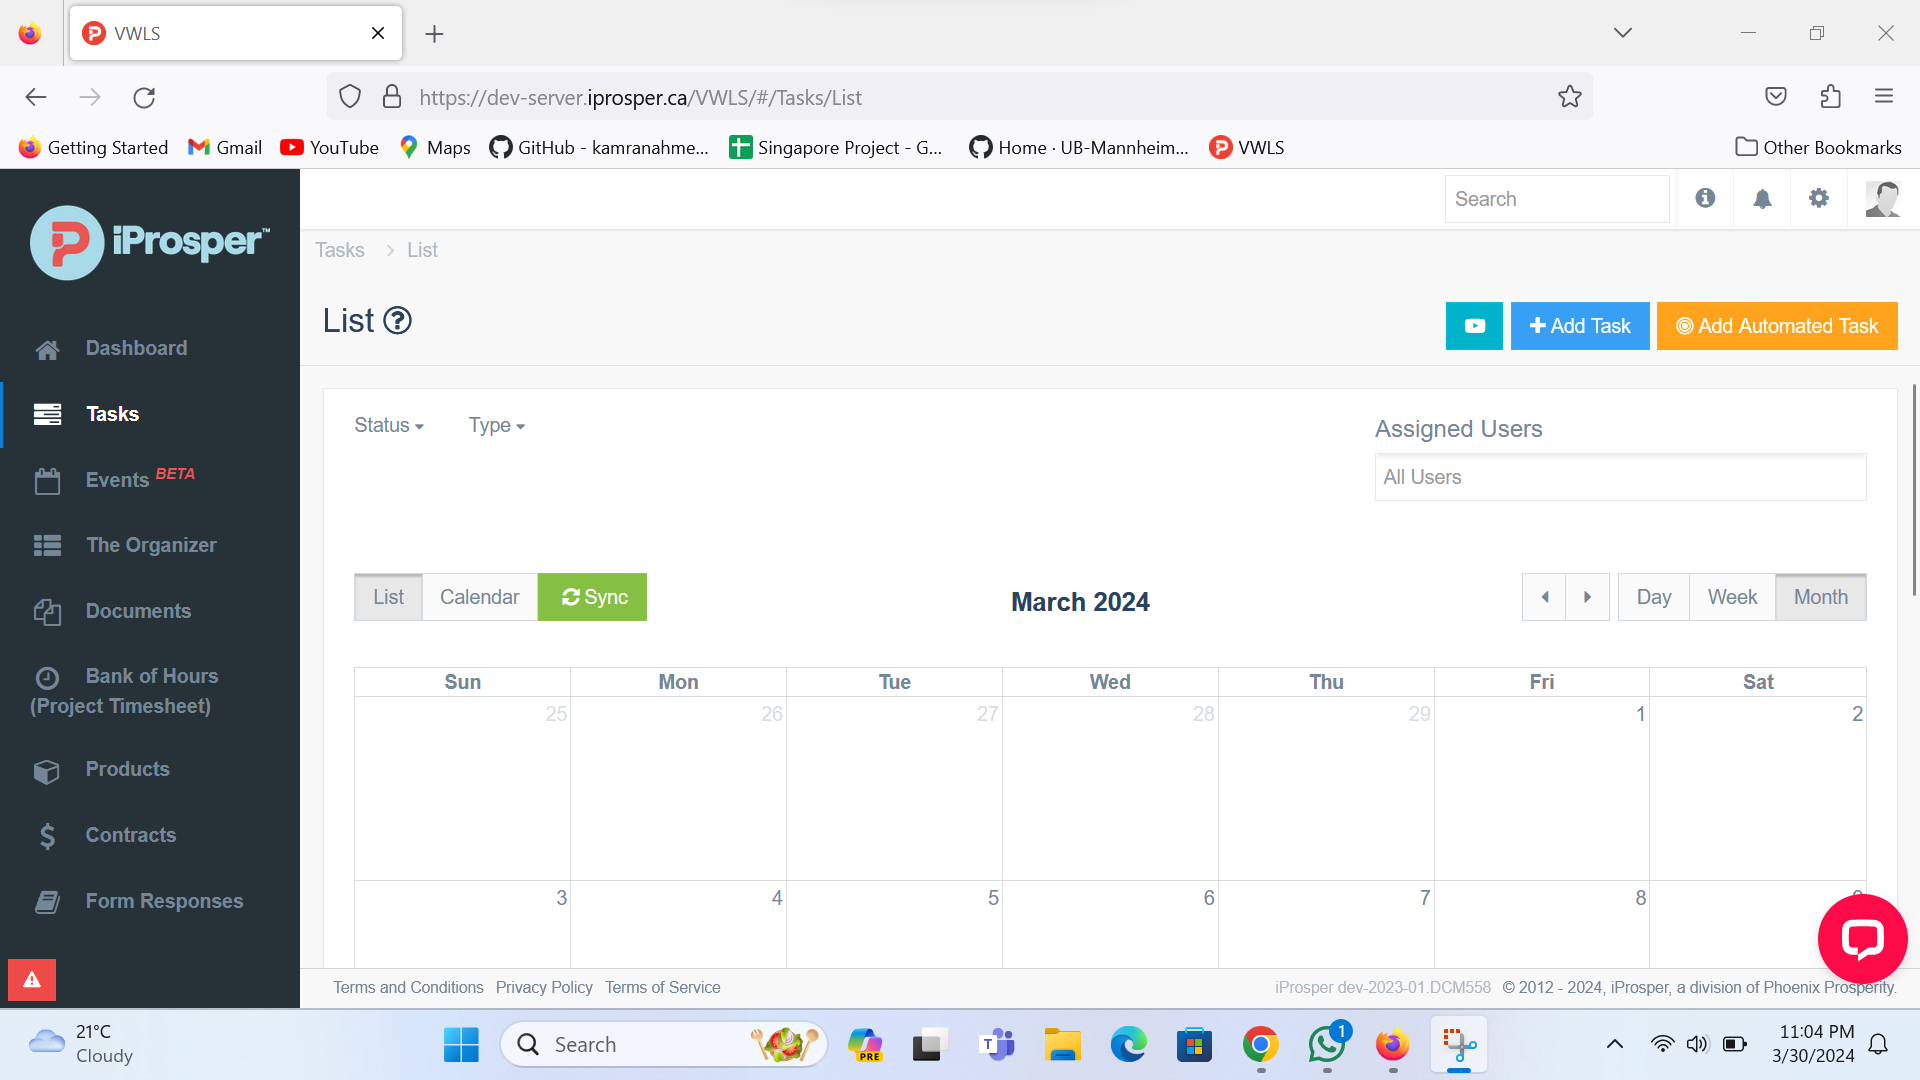 VWLS
https://dev-server.iprosper.ca/VWLS/#/Tasks/List
Getting Started
Gmail
YouTube
Maps
GitHub - kamranahme...
Singapore Project - G...
Home · UB-Mannheim...
VWLS
Other Bookmarks
iProsper™
Search
Tasks > List
List
Add Task
Add Automated Task
Dashboard
Tasks
Events BETA
The Organizer
Documents
Bank of Hours
(Project Timesheet)
Products
Contracts
Form Responses
Status
Type
Assigned Users
All Users
List
Calendar
Sync
March 2024
Day
Week
Month
Sun Mon Tue Wed Thu Fri Sat
25 26 27 28 29 1 2
3 4 5 6 7 8
Terms and Conditions Privacy Policy Terms of Service
iProsper dev-2023-01.DCM558 © 2012 - 2024, iProsper, a division of Phoenix Prosperity.
21°C
Cloudy
Search
PRE
T
1
11:04 PM
3/30/2024